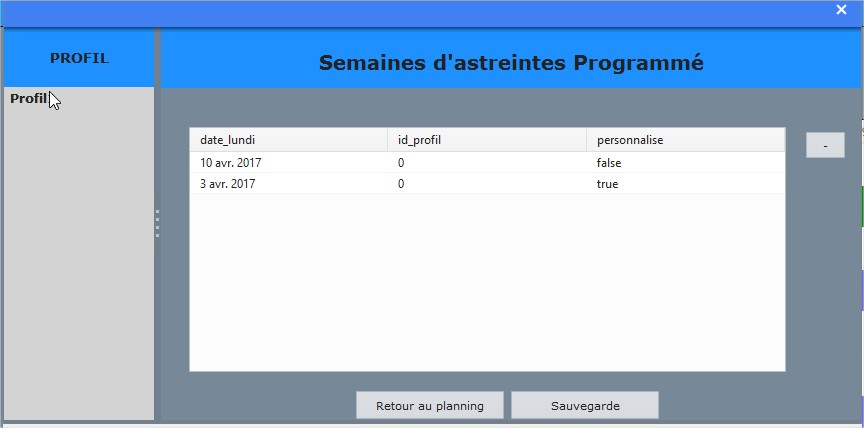 ×
PROFIL
Semaines d'astreintes Programmé
Profil
date_lundi id_profil personnalise
10 avr. 2017 0 false
3 avr. 2017 0 true
-
Retour au planning Sauvegarde